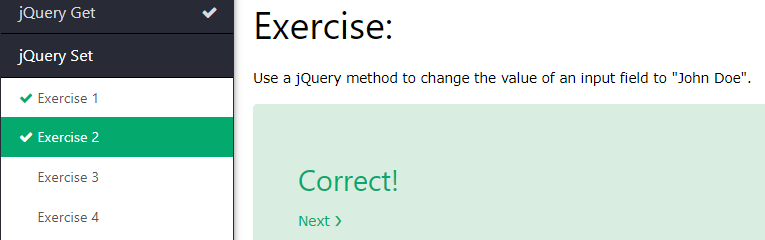 jQuery Get
jQuery Set
Exercise 1
Exercise 2
Exercise 3
Exercise 4
Exercise:
Use a jQuery method to change the value of an input field to "John Doe".
Correct!
Next ❯